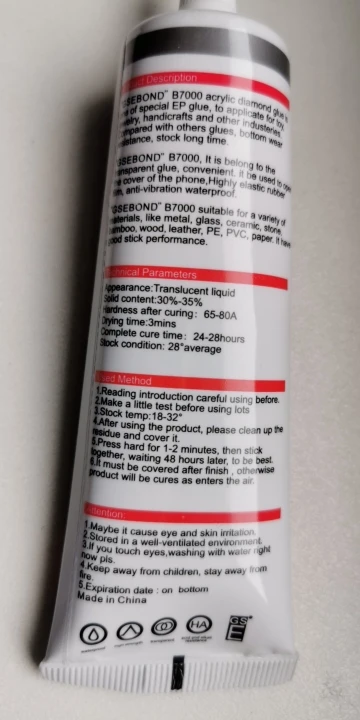 Description
GSEBOND™ B7000 acrylic diamond glue is
of special EP glue, to apply for toy,
handicrafts and other industeries,
compared with others glues, bottom wear
stock long time.
GSEBOND™ B7000, It is belong to the
transparent glue, convenient. it be used to
cover of the phone,Highly elastic rubber
anti-vibration waterproof.
GSEBOND™ B7000 suitable for a variety of
materials, like metal, glass, ceramic, stone,
bamboo, wood, leather, PE, PVC, paper. It have
good stick performance.
Technical Parameters
Appearance:Translucent liquid
Solid content:30%-35%
Hardness after curing: 65-80A
Drying time:3mins
Complete cure time: 24-28hours
Stock condition: 28°average
Used Method
1.Reading introduction careful using before.
2.Make a little test before using lots
3.Stock temp:18-32°
4.After using the product, please clean up the
residue and cover it.
5.Press hard for 1-2 minutes, then stick
together, waiting 48 hours later, to be best.
6.It must be covered after finish , otherwise
product will be cures as enters the air.
Attention:
1.Maybe it cause eye and skin irritation.
2.Stored in a well-ventilated environment.
3.If you touch eyes,washing with water right
now pls.
4.Keep away from children, stay away from
fire.
5.Expiration date : on bottom
Made in China
HA
GS
E